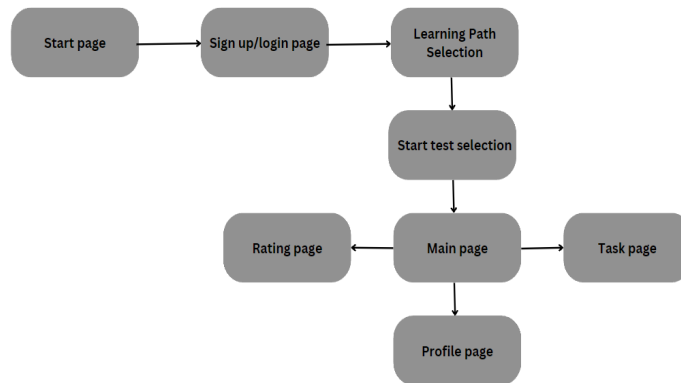 Start page
Sign up/login page
Learning Path
Selection
Start test selection
Rating page
Main page
Task page
Profile page